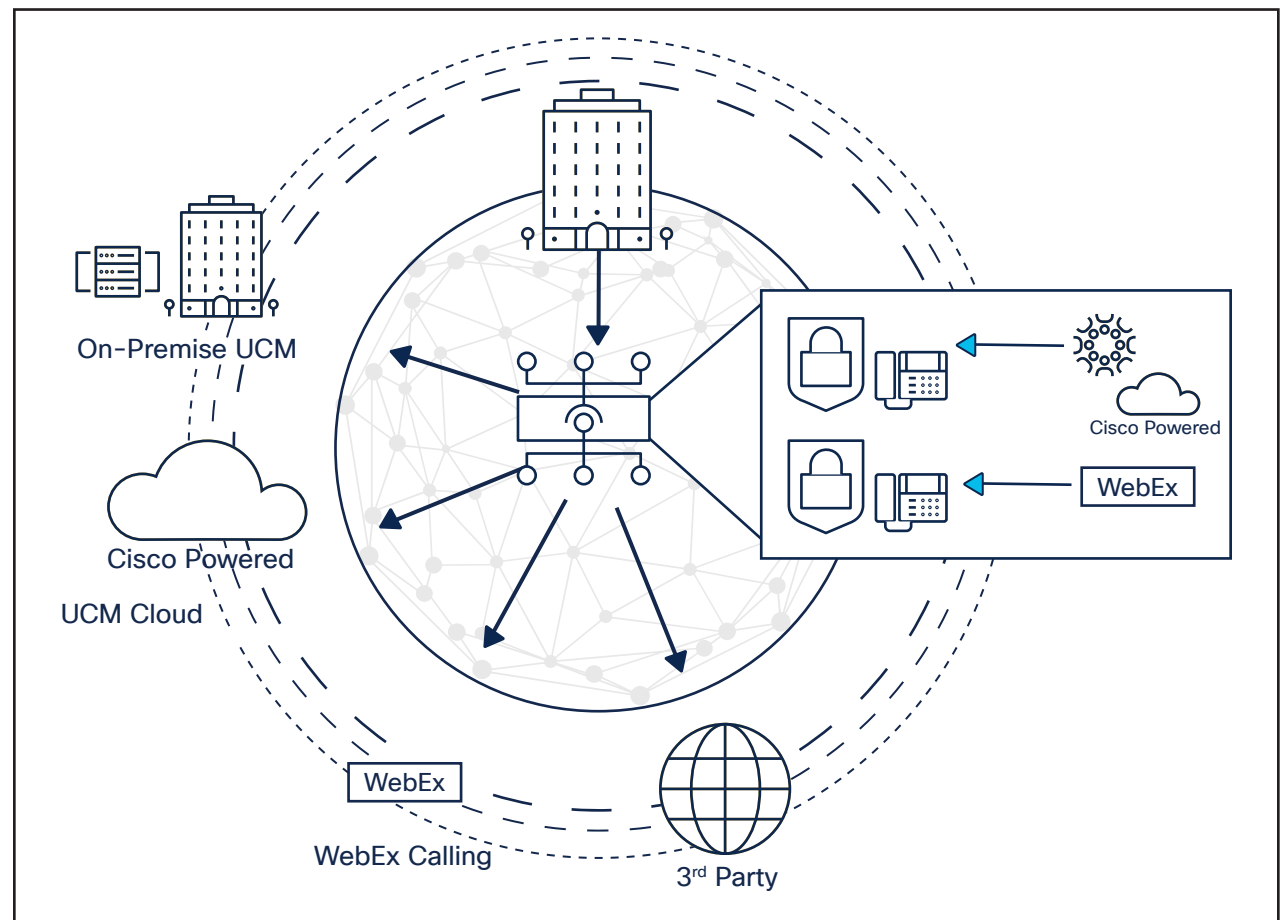 On-Premise UCM
Cisco Powered
WebEx
Cisco Powered
UCM Cloud
WebEx
WebEx Calling
3rd Party